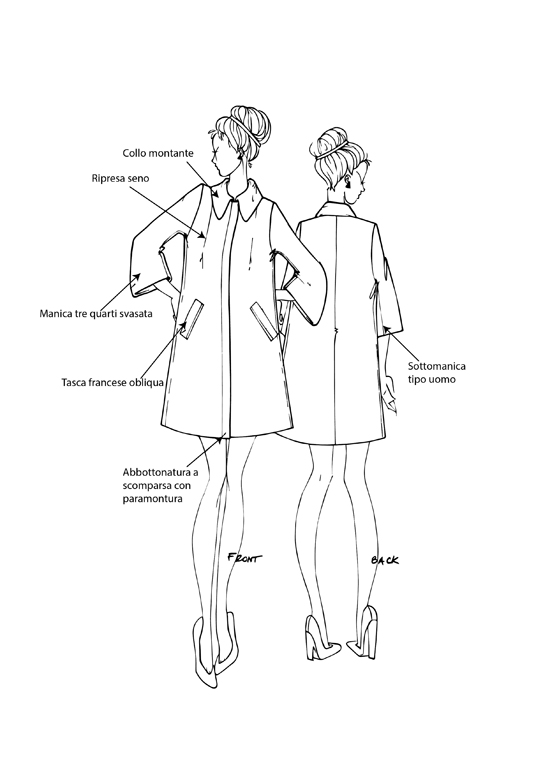 Collo montante
Ripresa seno
Manica tre quarti svasata
Tasca francese obliqua
Sottomanica
tipo uomo
Abbottonatura a
scomparsa con
paramontura
FRONT
BACK